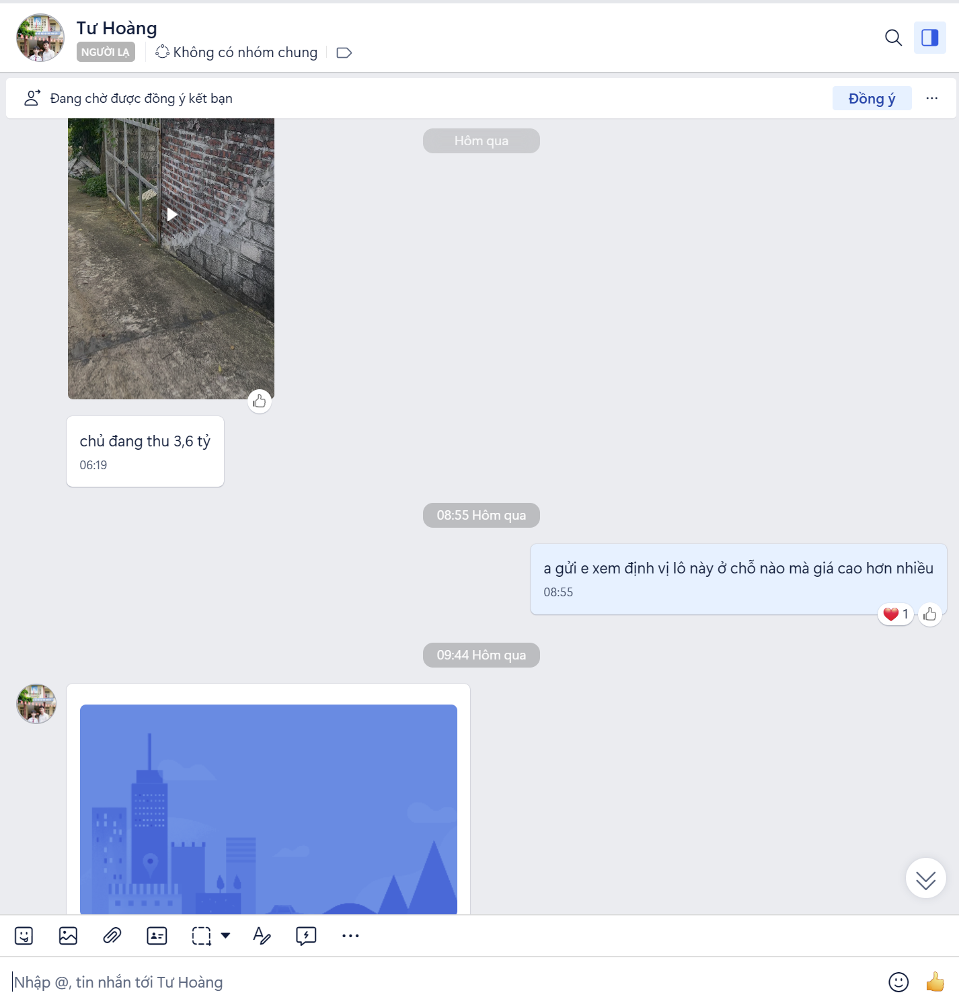 Tư Hoàng
NGƯỜI LẠ
Không có nhóm chung
Đang chờ được đồng ý kết bạn
Đồng ý
Hôm qua
chủ đang thu 3,6 tỷ
06:19
08:55 Hôm qua
a gửi e xem định vị lô này ở chỗ nào mà giá cao hơn nhiều
08:55
1
09:44 Hôm qua
Nhập @, tin nhắn tới Tư Hoàng